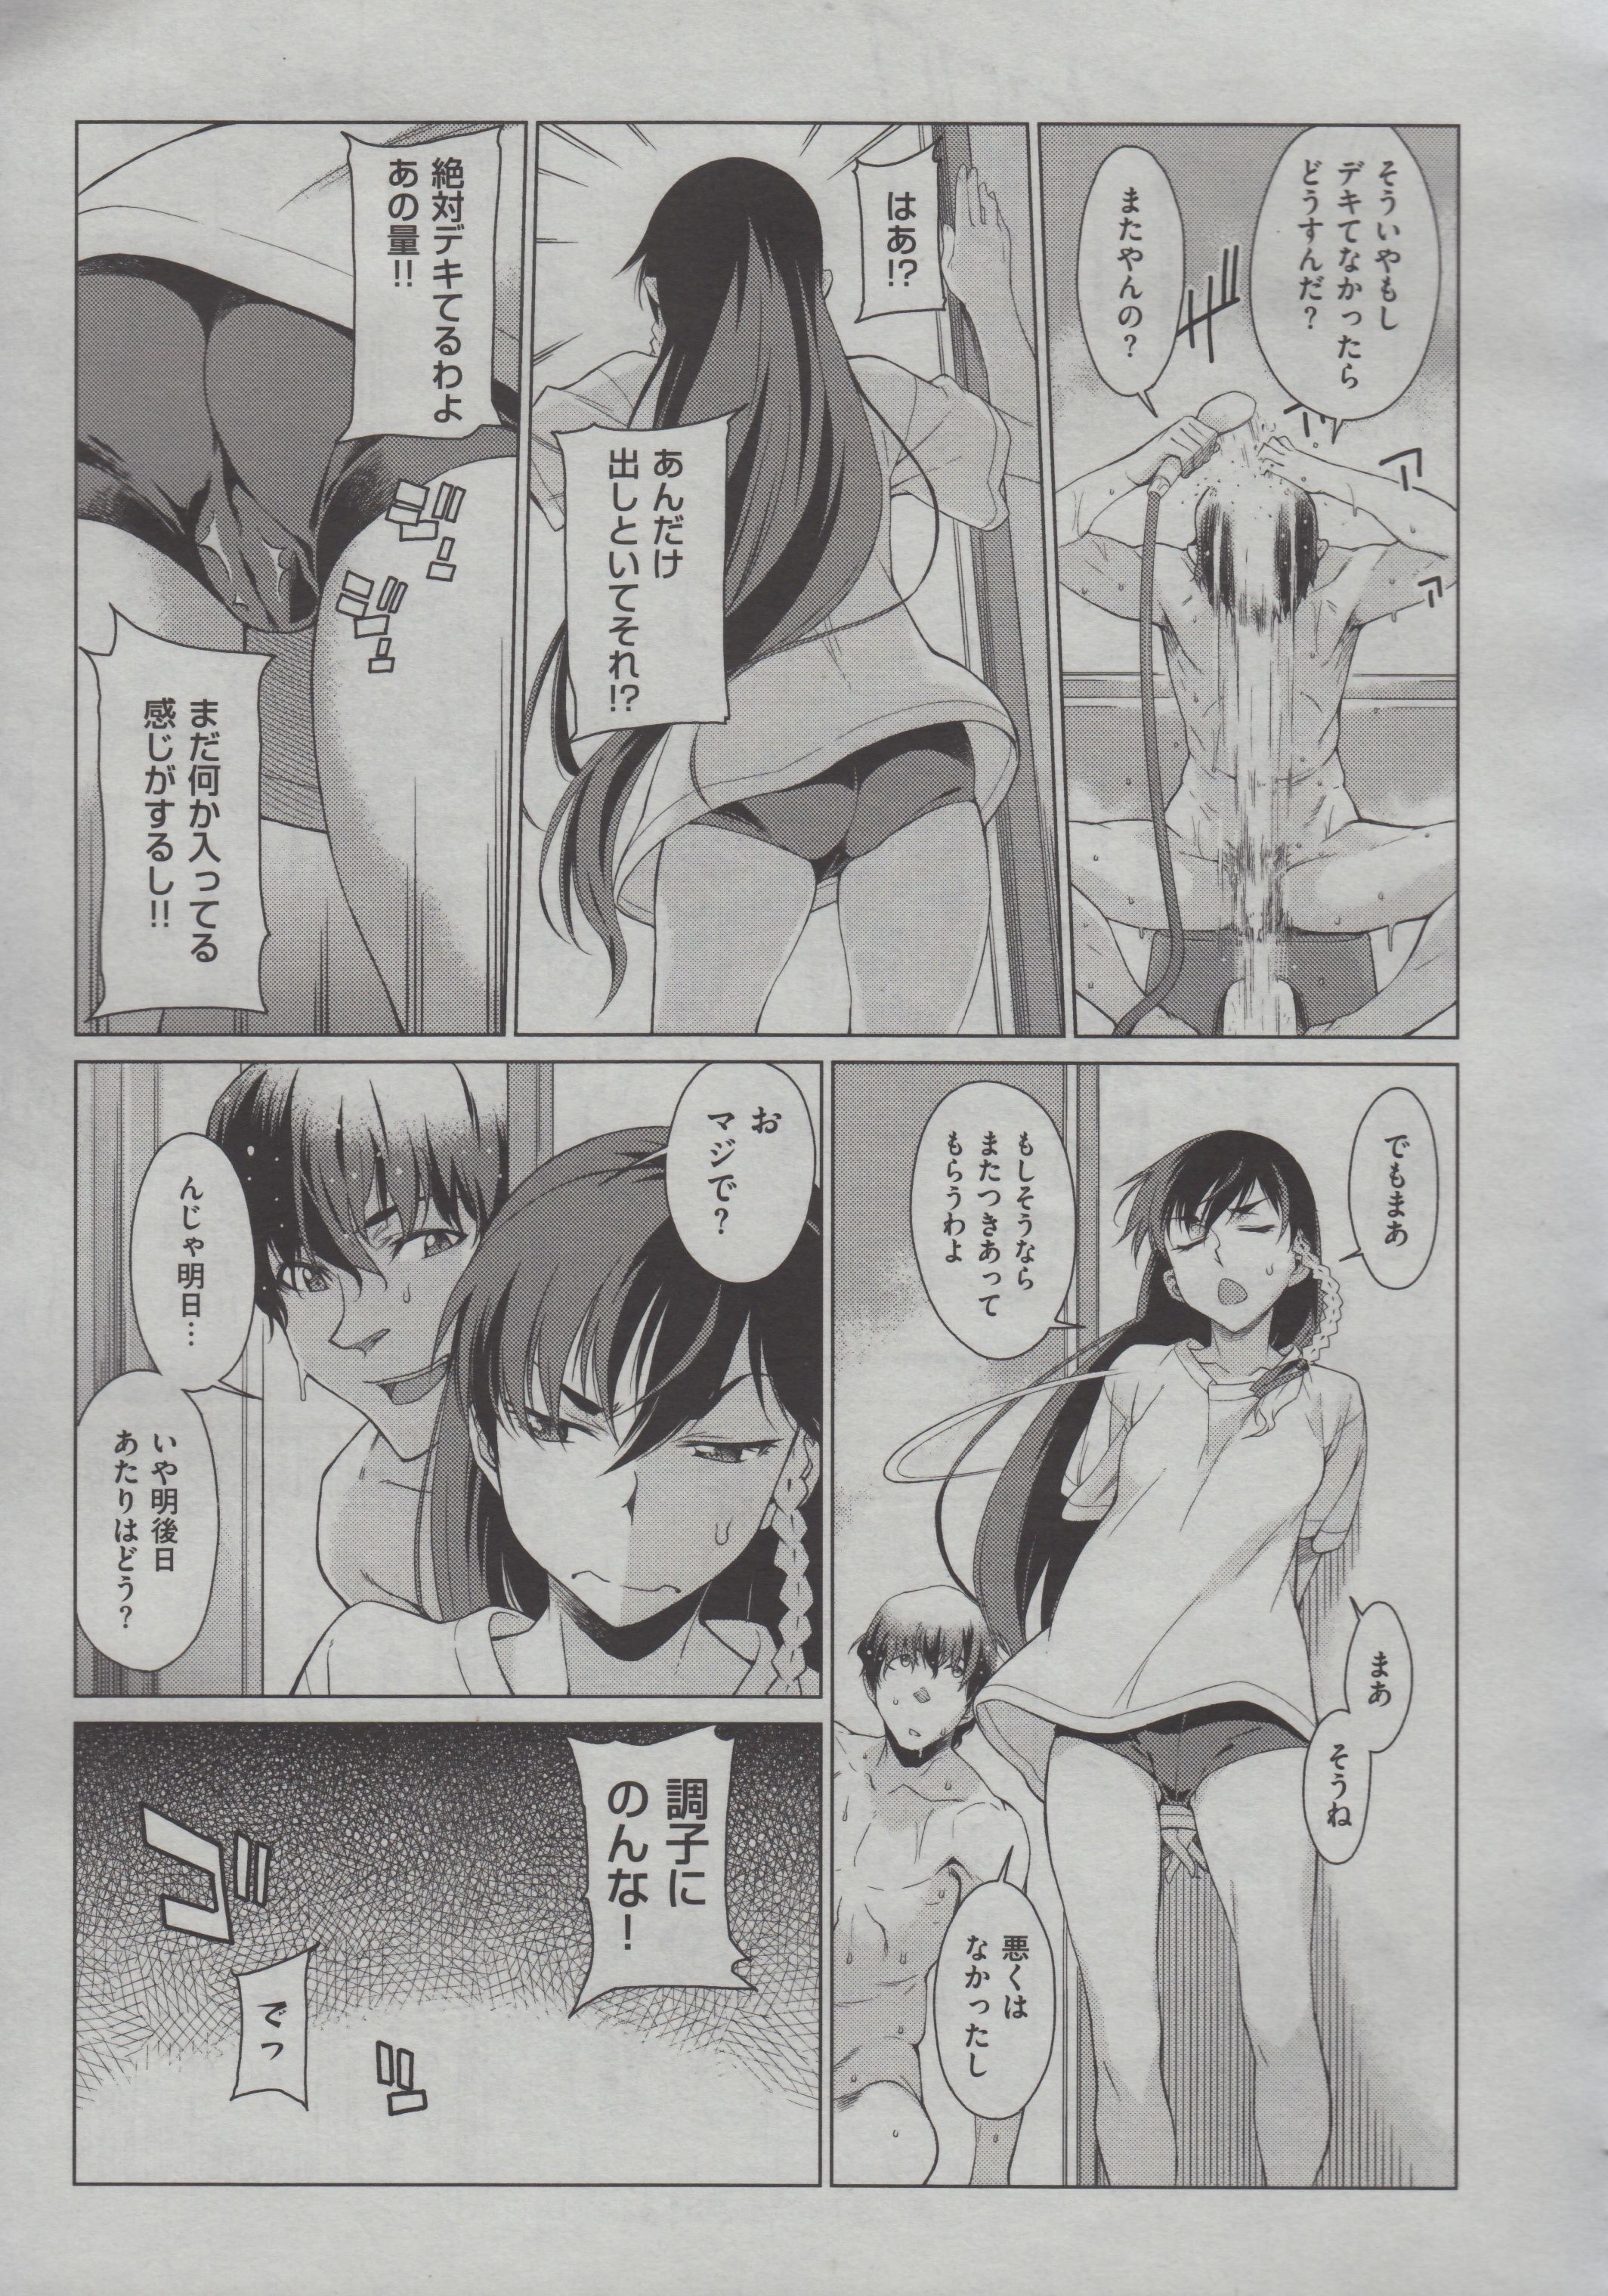 そういやもし
デキてなかったら
どうすんだ?
またやんの?
はあ!?
あんだけ
出しといてそれ!?
絶対デキてるわよ
あの量!!
まだ何か入ってる
感じがするし!!
でもまあ
もしそうなら
またつきあって
もらうわよ
まあ
そうね
悪くは
なかったし
お
マジで?
んじゃ明日…
いや明後日
あたりはどう?
調子に
のんな!
でっ